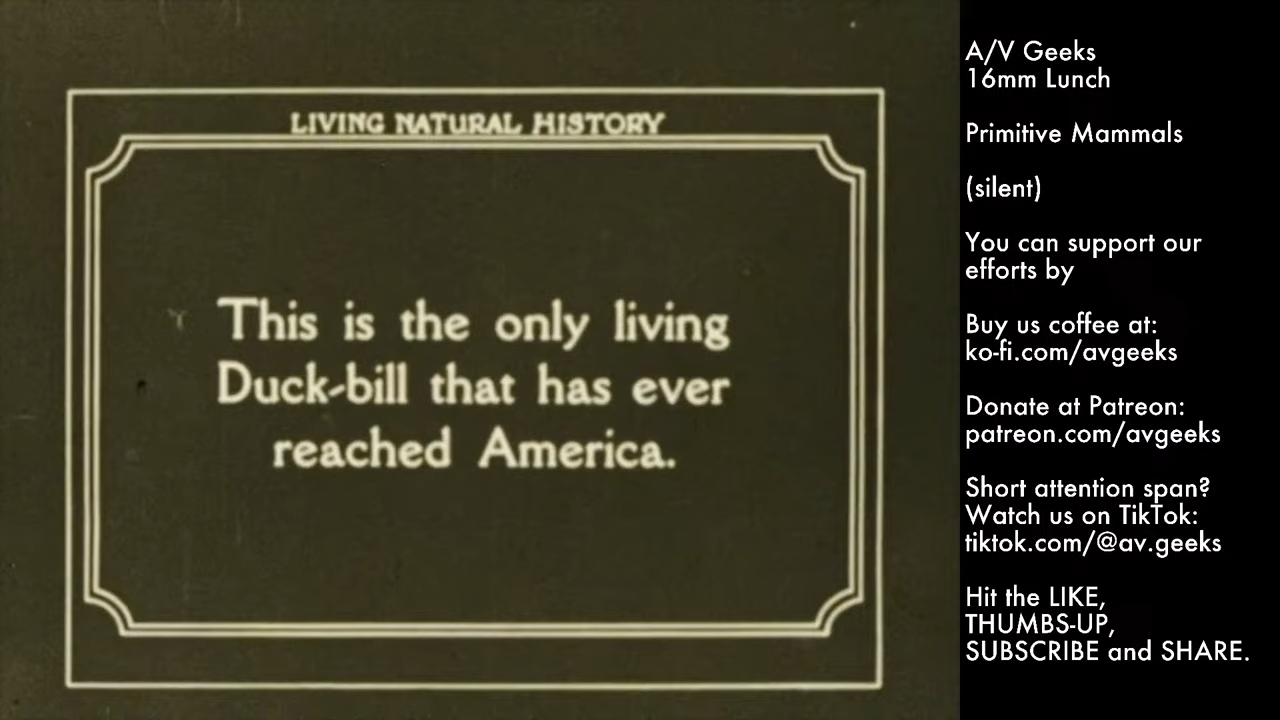 LIVING NATURAL HISTORY
This is the only living
Duck-bill that has ever
reached America.
A/V Geeks
16mm Lunch
Primitive Mammals
(silent)
You can support our
efforts by
Buy us coffee at:
ko-fi.com/avgeeks
Donate at Patreon:
patreon.com/avgeeks
Short attention span?
Watch us on TikTok:
tiktok.com/@av.geeks
Hit the LIKE,
THUMBS-UP,
SUBSCRIBE and SHARE.